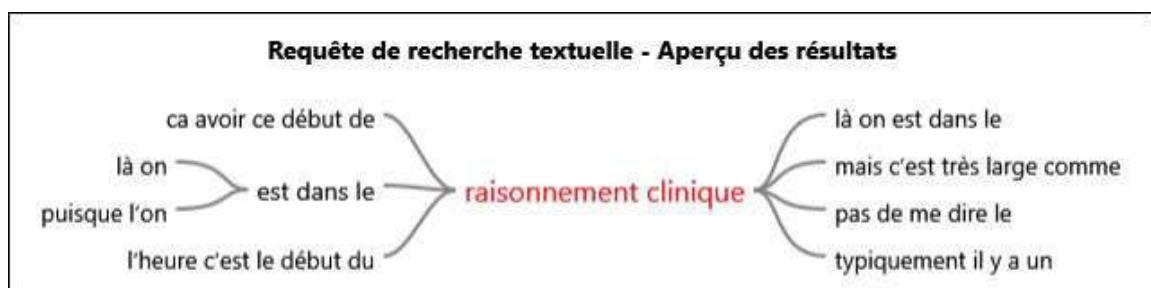 Requête de recherche textuelle - Aperçu des résultats
ca avoir ce début de
là on
puisque l'on
est dans le
l'heure c'est le début du
raisonnement clinique
là on est dans le
mais c'est très large comme
pas de me dire le
typiquement il y a un